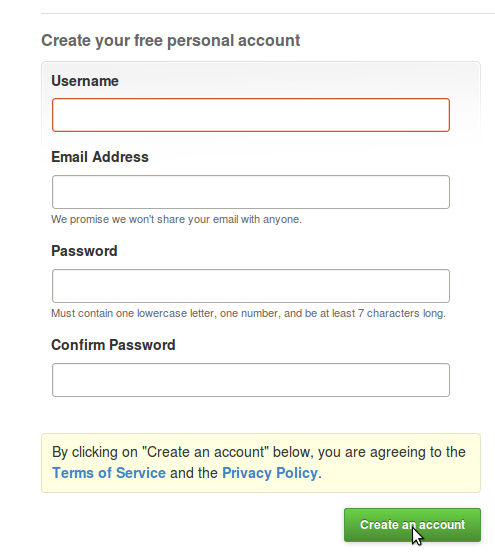 Create your free personal account
Username
Email Address
We promise we won't share your email with anyone.
Password
Must contain one lowercase letter, one number, and be at least 7 characters long.
Confirm Password
By clicking on "Create an account" below, you are agreeing to the
Terms of Service and the Privacy Policy.
Create an account